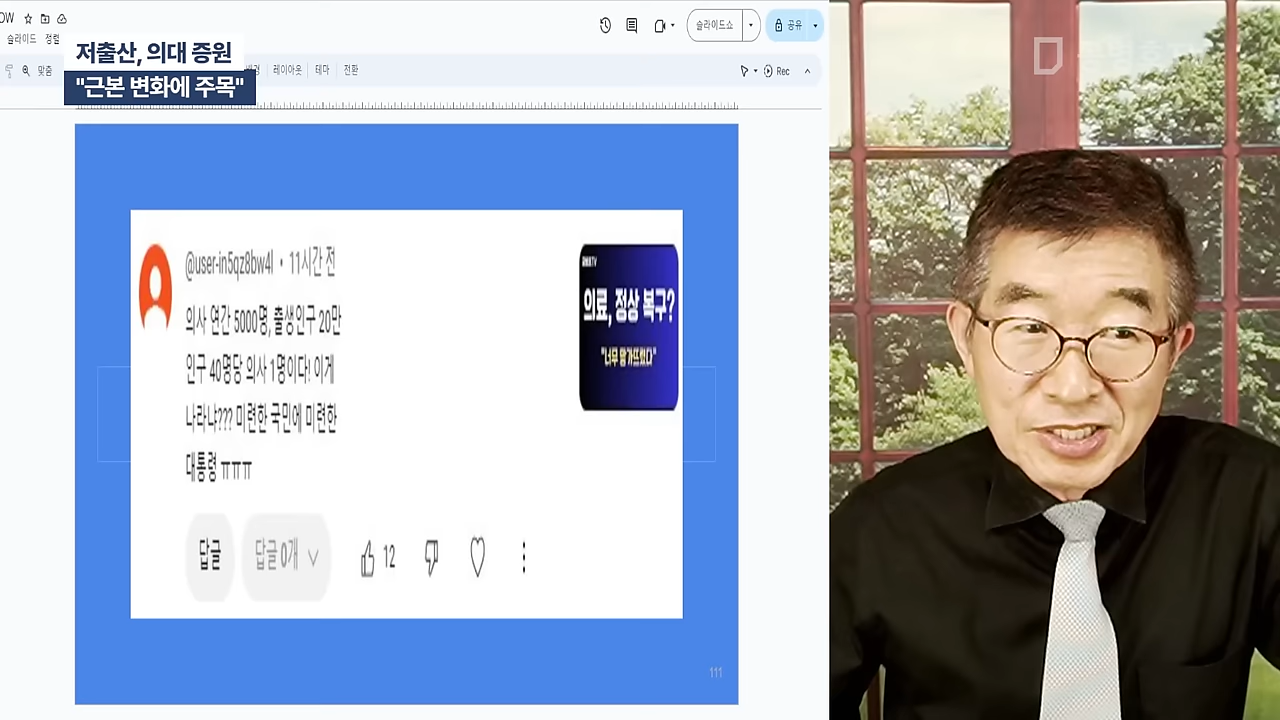 OW
슬라이드 정렬
저출산, 의대 증원
"근본 변화에 주목"
슬라이드쇼
공유
맞춤
레이아웃
테마
전환
Rec
@user-in5qz8bw4l • 11시간 전
의사 연간 5000명, 출생인구 20만
인구 40명당 의사 1명이다! 이게
나라냐??? 미련한 국민에 미련한
대통령 ㅠㅠㅠ
의료, 정상 복구?
"너무 망가뜨렸다"
답글
답글 0개
12
111